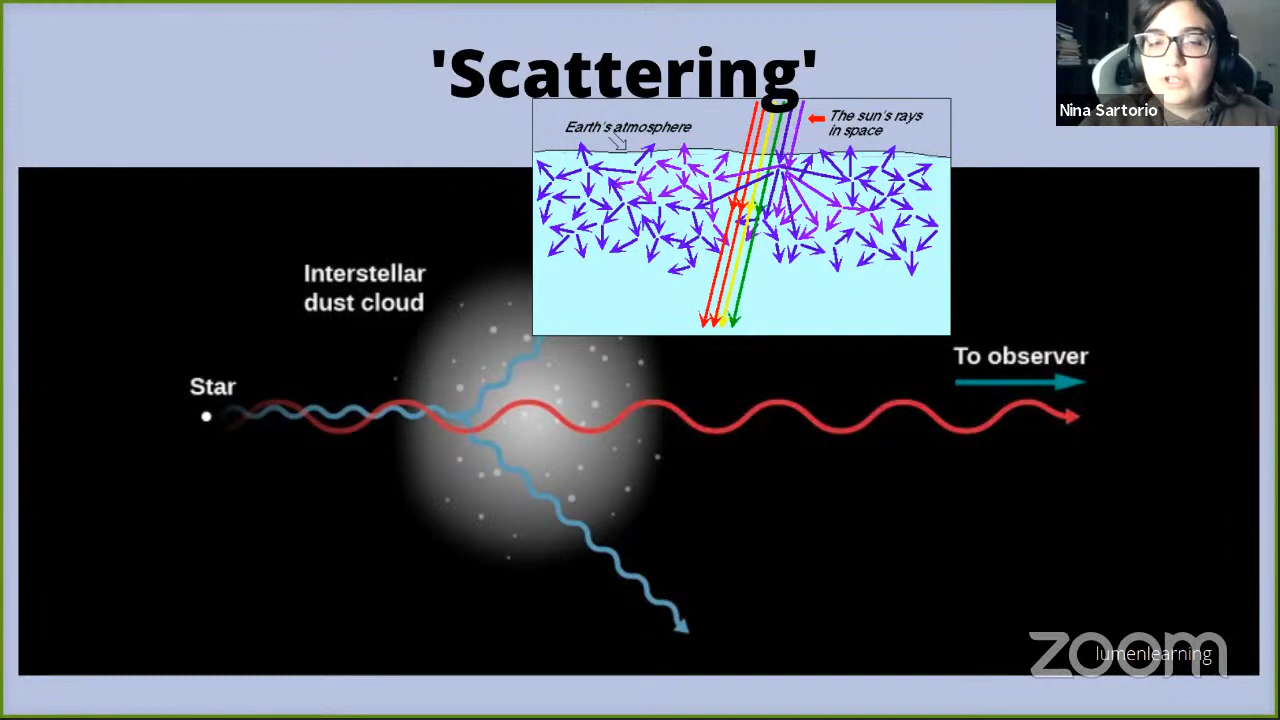 'Scattering'
Nina Sartorio
Earth's atmosphere
The sun's rays
in space
Interstellar
dust cloud
Star
To observer
zoom
lumenlearning